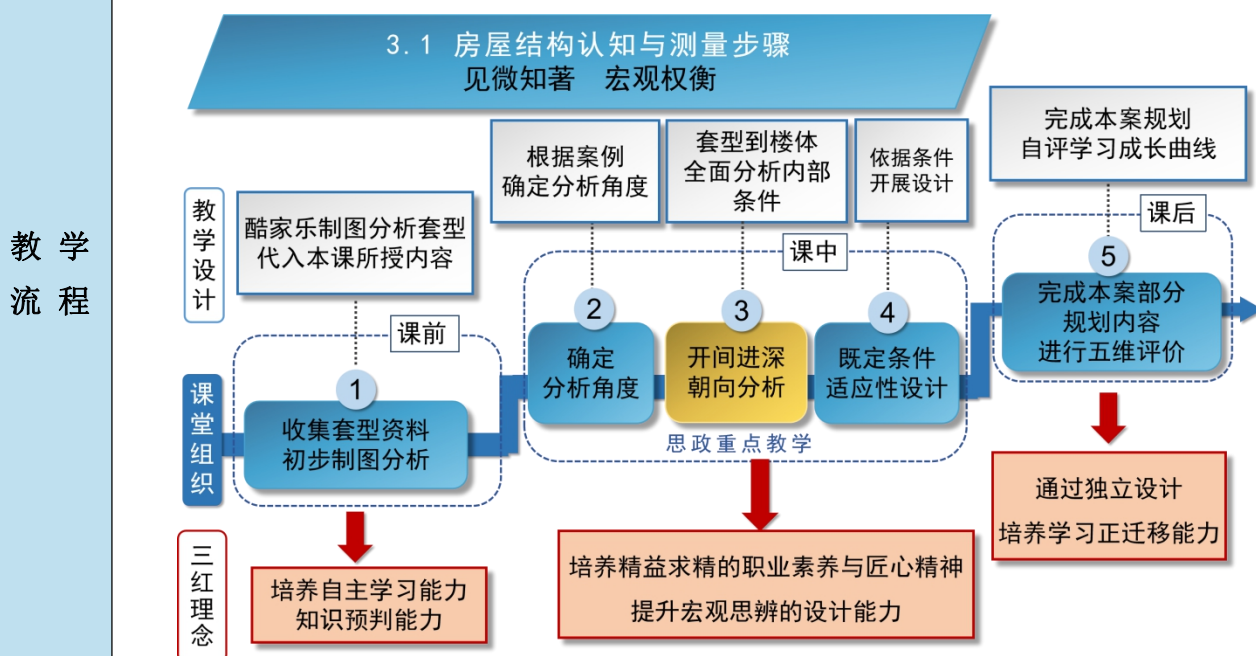 教 学
流 程
3.1 房屋结构认知与测量步骤
见微知著 宏观权衡
教学设计
酷家乐制图分析套型
代入本课所授内容
根据案例
确定分析角度
套型到楼体
全面分析内部
条件
依据条件
开展设计
完成本案规划
自评学习成长曲线
课堂组织
课前
1
收集套型资料
初步制图分析
课中
2
确定
分析角度
3
开间进深
朝向分析
4
既定条件
适应性设计
思政重点教学
课后
5
完成本案部分
规划内容
进行五维评价
三红理念
培养自主学习能力
知识预判能力
培养精益求精的职业素养与匠心精神
提升宏观思辨的设计能力
通过独立设计
培养学习正迁移能力